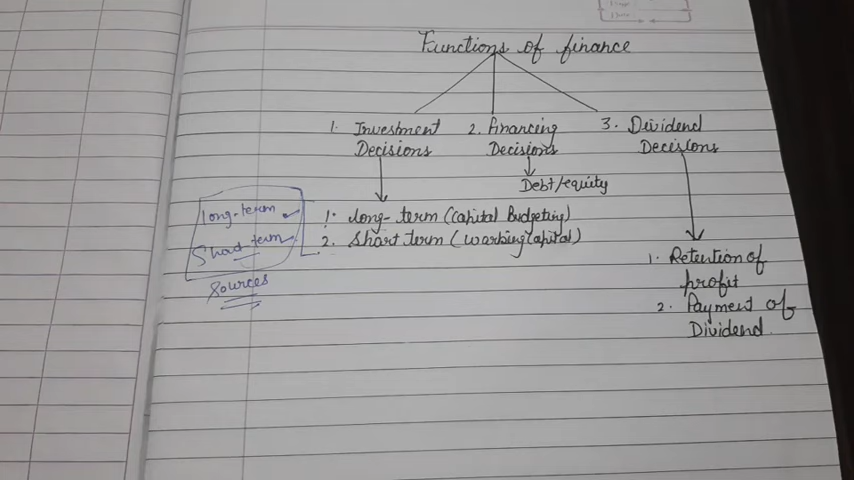 Functions of finance
1. Investment Decisions
2. Financing Decisions
3. Dividend Decisions
Debt/equity
1. Long-term (Capital Budgeting)
2. Short term (Working Capital)
Long-term
Short-term
Sources
1. Retention of
profit
2. Payment of
Dividend